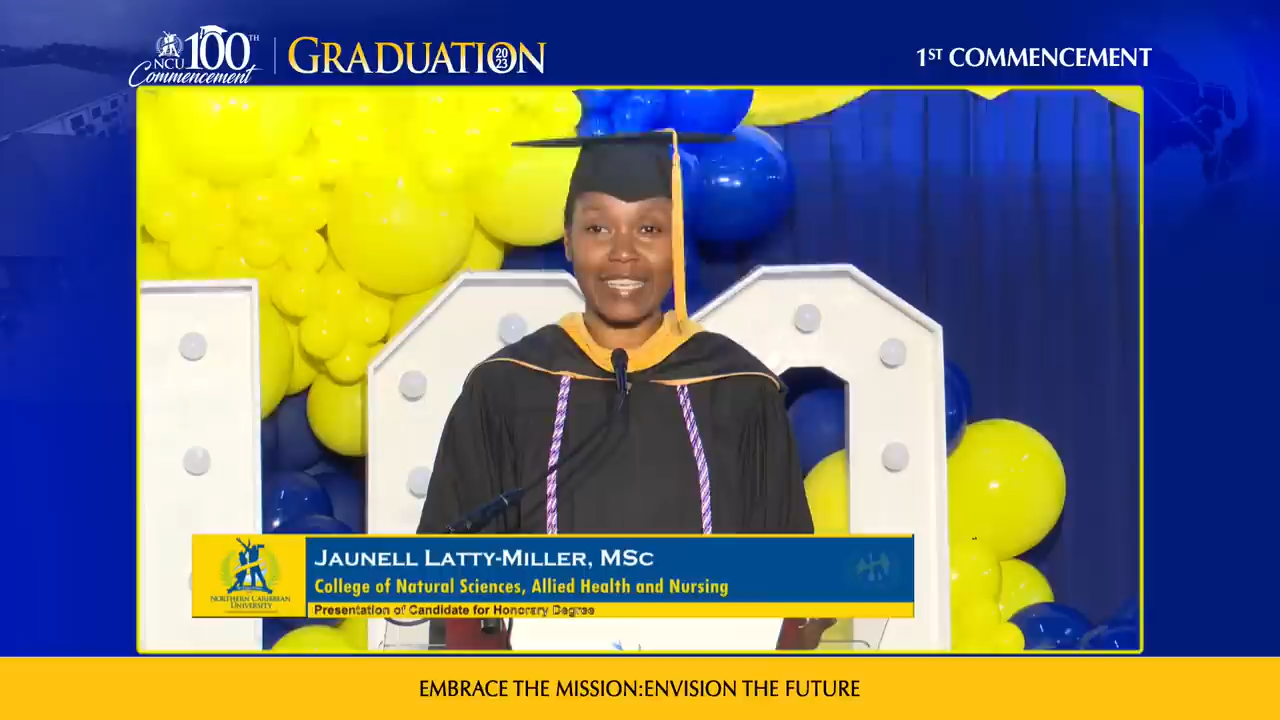 NCU 100TH
Commencement
GRADUATION 2023
1ST COMMENCEMENT
JAUNELL LATTY-MILLER, MSC
College of Natural Sciences, Allied Health and Nursing
NORTHERN CARIBBEAN
UNIVERSITY
Presentation of Candidate for Honorary Degree
EMBRACE THE MISSION:ENVISION THE FUTURE